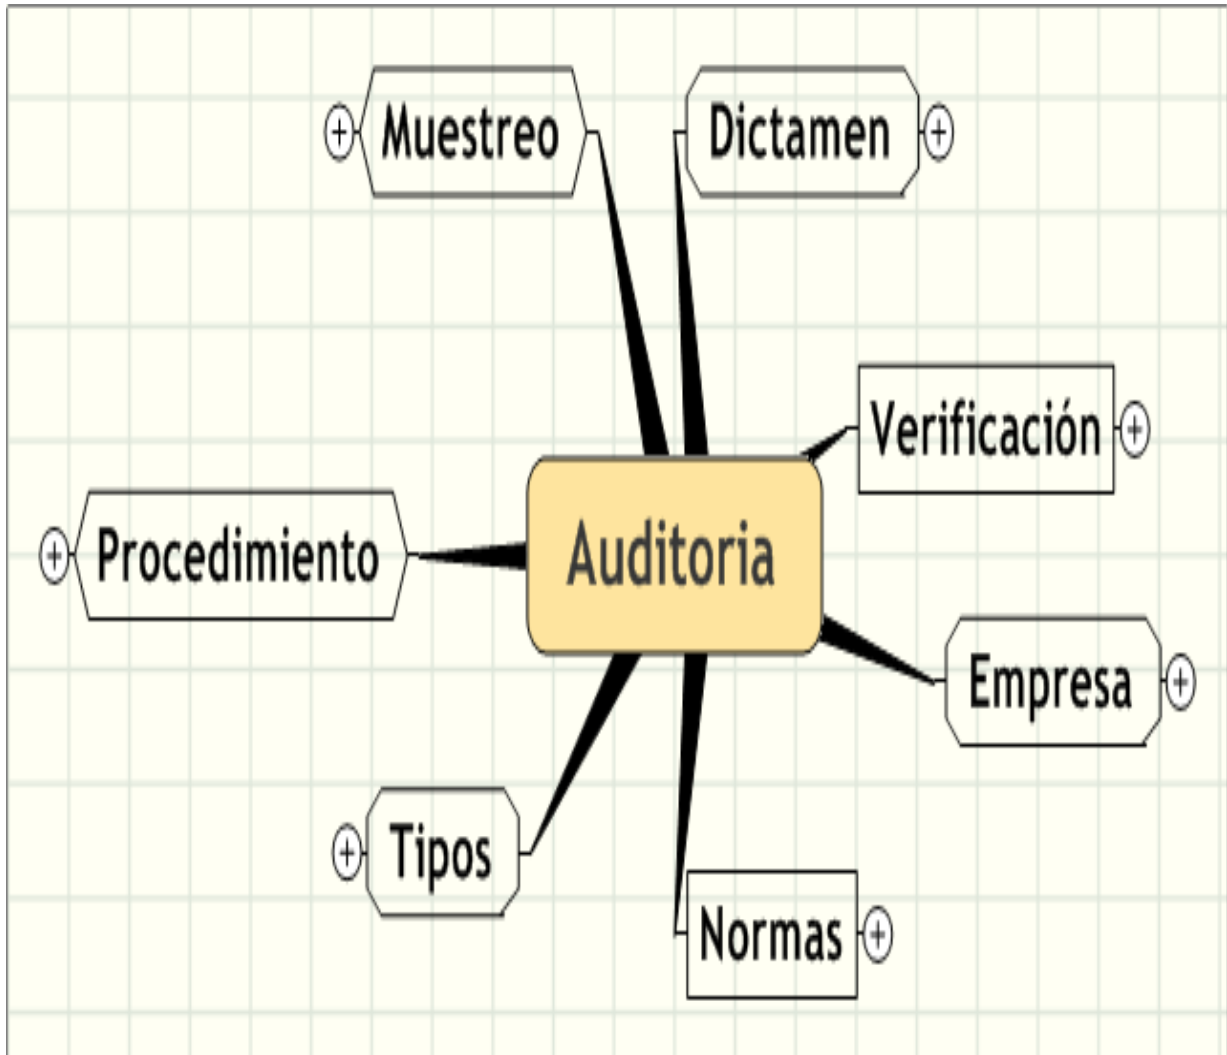 Muestreo
Dictamen
Verificación
Procedimiento
Auditoria
Empresa
Tipos
Normas